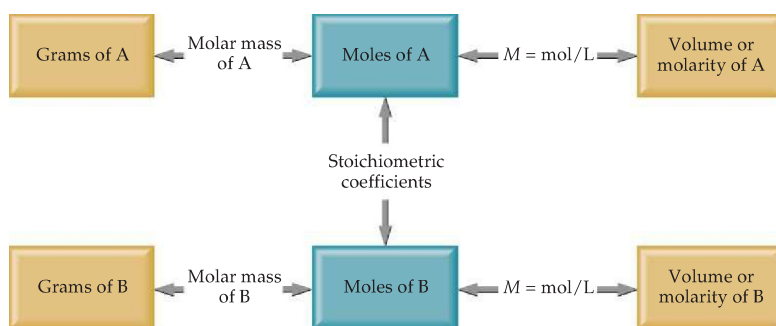 Grams of A
Molar mass
of A
Moles of A
M = mol/L
Volume or
molarity of A
Stoichiometric
coefficients
Grams of B
Molar mass
of B
Moles of B
M = mol/L
Volume or
molarity of B